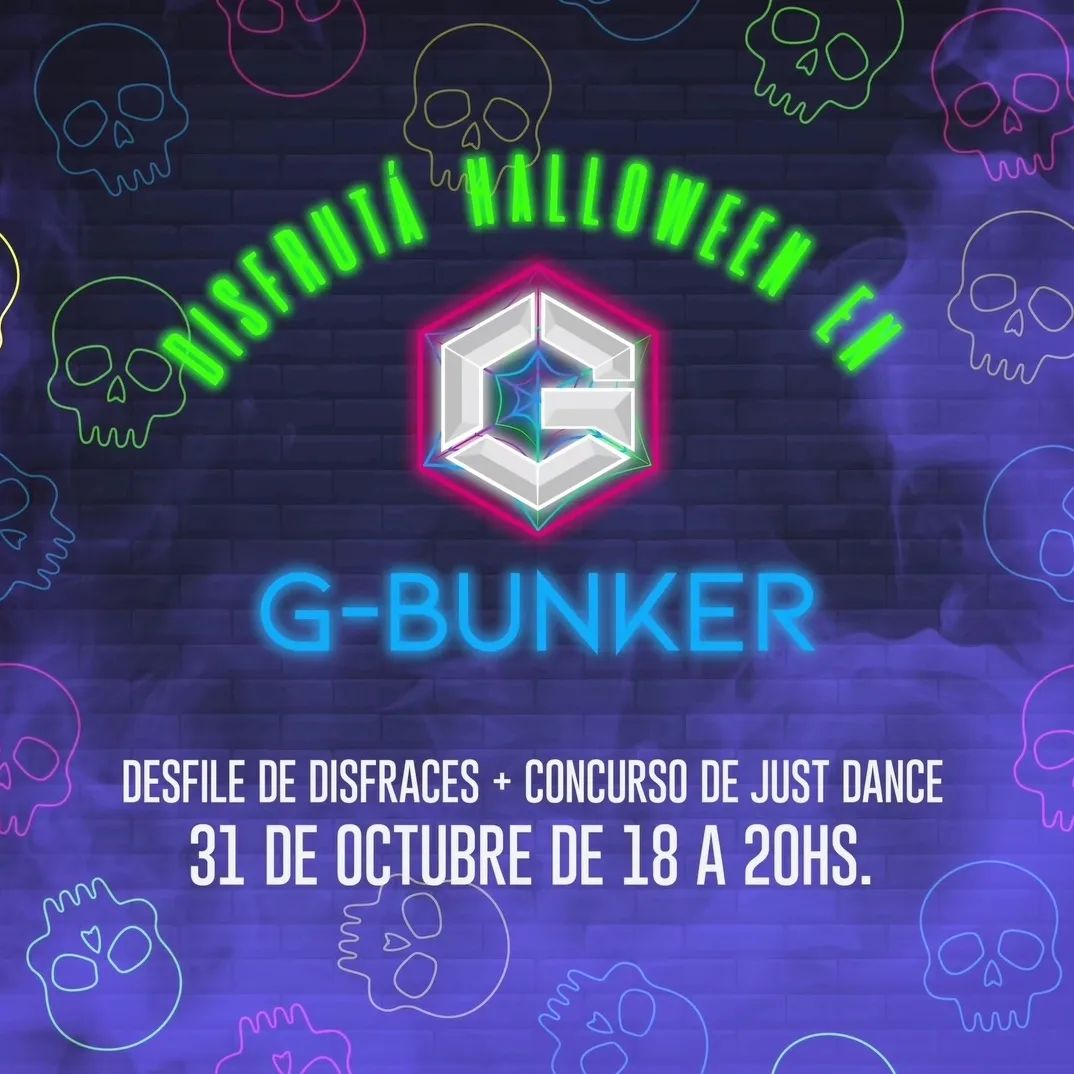 DISFRUTÁ HALLOWEEN EN
G
G-BUNKER
DESFILE DE DISFRACES + CONCURSO DE JUST DANCE
31 DE OCTUBRE DE 18 A 20HS.